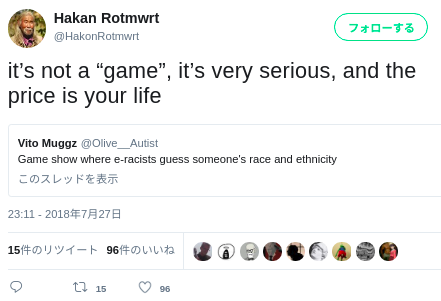 Hakan Rotmwrt
@HakonRotmwrt
フォローする
it's not a “game”, it's very serious, and the
price is your life
Vito Muggz @Olive__Autist
Game show where e-racists guess someone's race and ethnicity
このスレッドを表示
23:11 - 2018年7月27日
15件のリツイート 96件のいいね
15 96